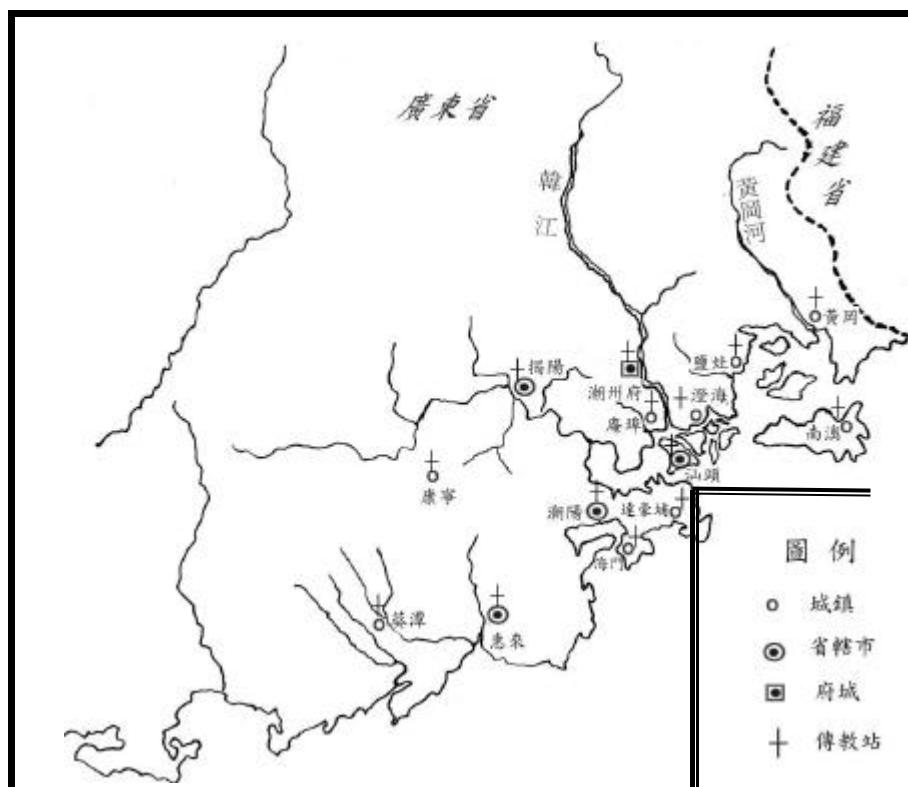 廣東省
福建省
韓江
黃岡河
黃岡
鹽灶
揭陽
潮州府
澄海
庵埠
南澳
汕頭
康寧
潮陽
達豪埔
海門
葵潭
惠來
圖例
城鎮
省轄市
府城
傳教站